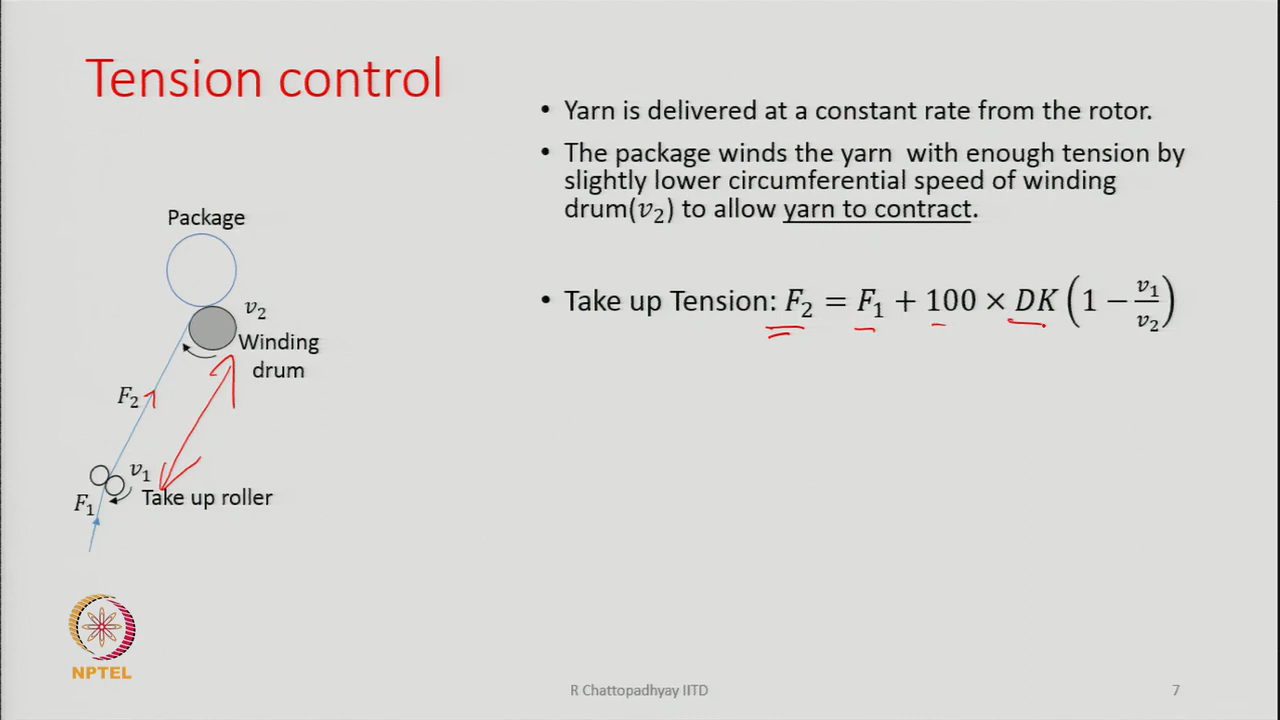 Tension control
• Yarn is delivered at a constant rate from the rotor.
• The package winds the yarn with enough tension by
slightly lower circumferential speed of winding
drum(v₂) to allow yarn to contract.
• Take up Tension: F₂ = F₁ + 100 × DK (1 − v₁/v₂)
Package
v₂
Winding
drum
F₂
v₁
F₁
Take up roller
NPTEL
R Chattopadhyay IITD
7